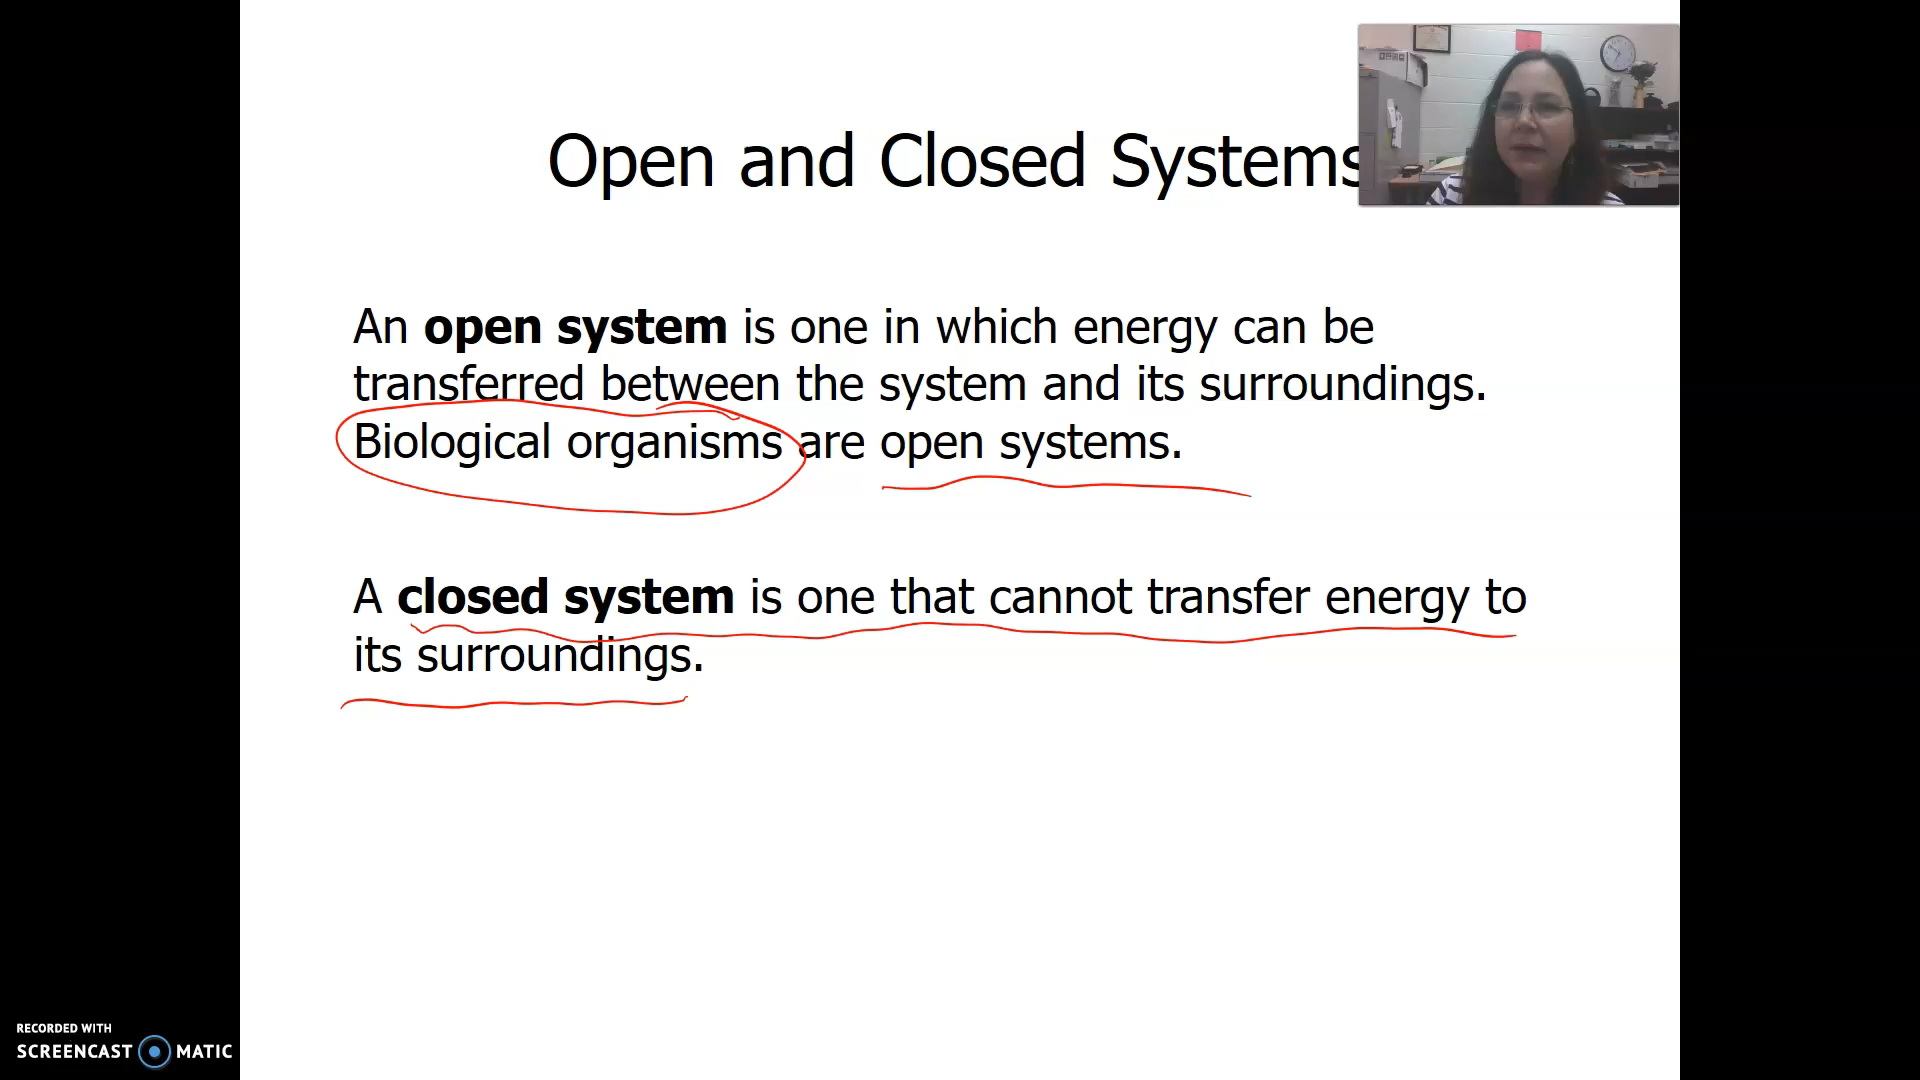 Open and Closed Systems
An open system is one in which energy can be
transferred between the system and its surroundings.
Biological organisms are open systems.
A closed system is one that cannot transfer energy to
its surroundings.
RECORDED WITH
SCREENCAST MATIC